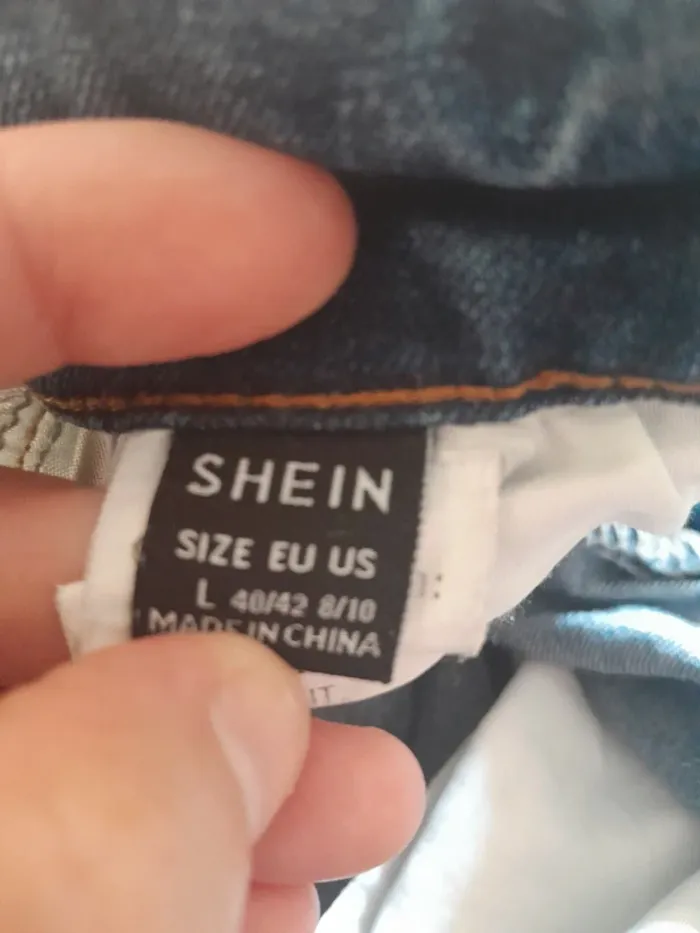 SHEIN
SIZE EU US
L 40/42 8/10
MADE IN CHINA